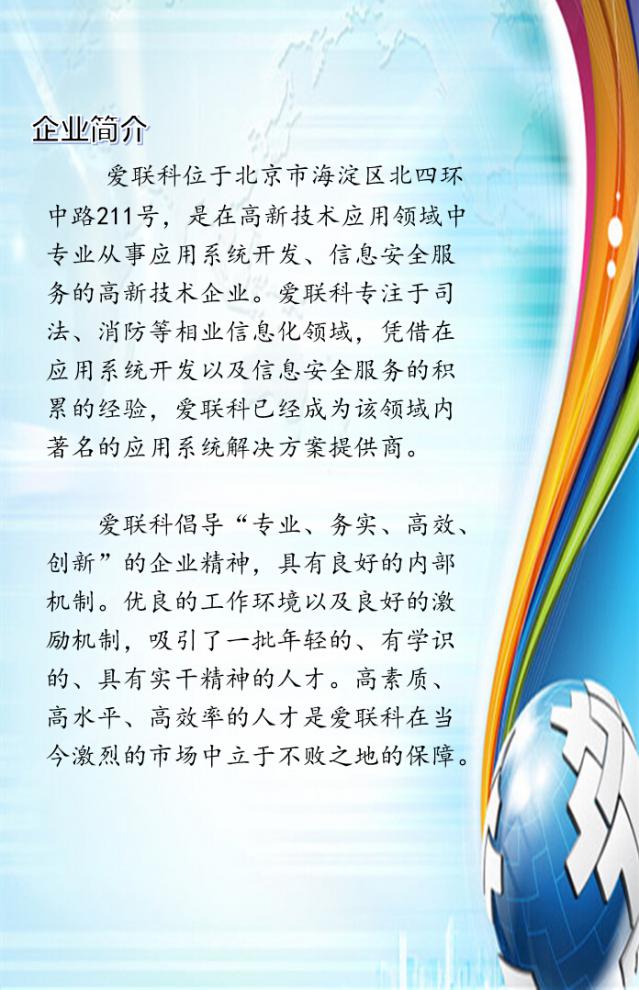 企业简介
爱联科位于北京市海淀区北四环
中路211号，是在高新技术应用领域中
专业从事应用系统开发、信息安全服
务的高新技术企业。爱联科专注于司
法、消防等相业信息化领域，凭借在
应用系统开发以及信息安全服务的积
累的经验，爱联科已经成为该领域内
著名的应用系统解决方案提供商。
爱联科倡导“专业、务实、高效、
创新”的企业精神，具有良好的内部
机制。优良的工作环境以及良好的激
励机制，吸引了一批年轻的、有学识
的、具有实干精神的人才。高素质、
高水平、高效率的人才是爱联科在当
今激烈的市场中立于不败之地的保障。